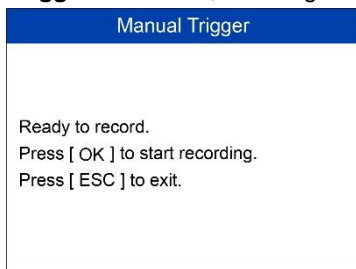 Manual Trigger
Ready to record.
Press [ OK ] to start recording.
Press [ ESC ] to exit.